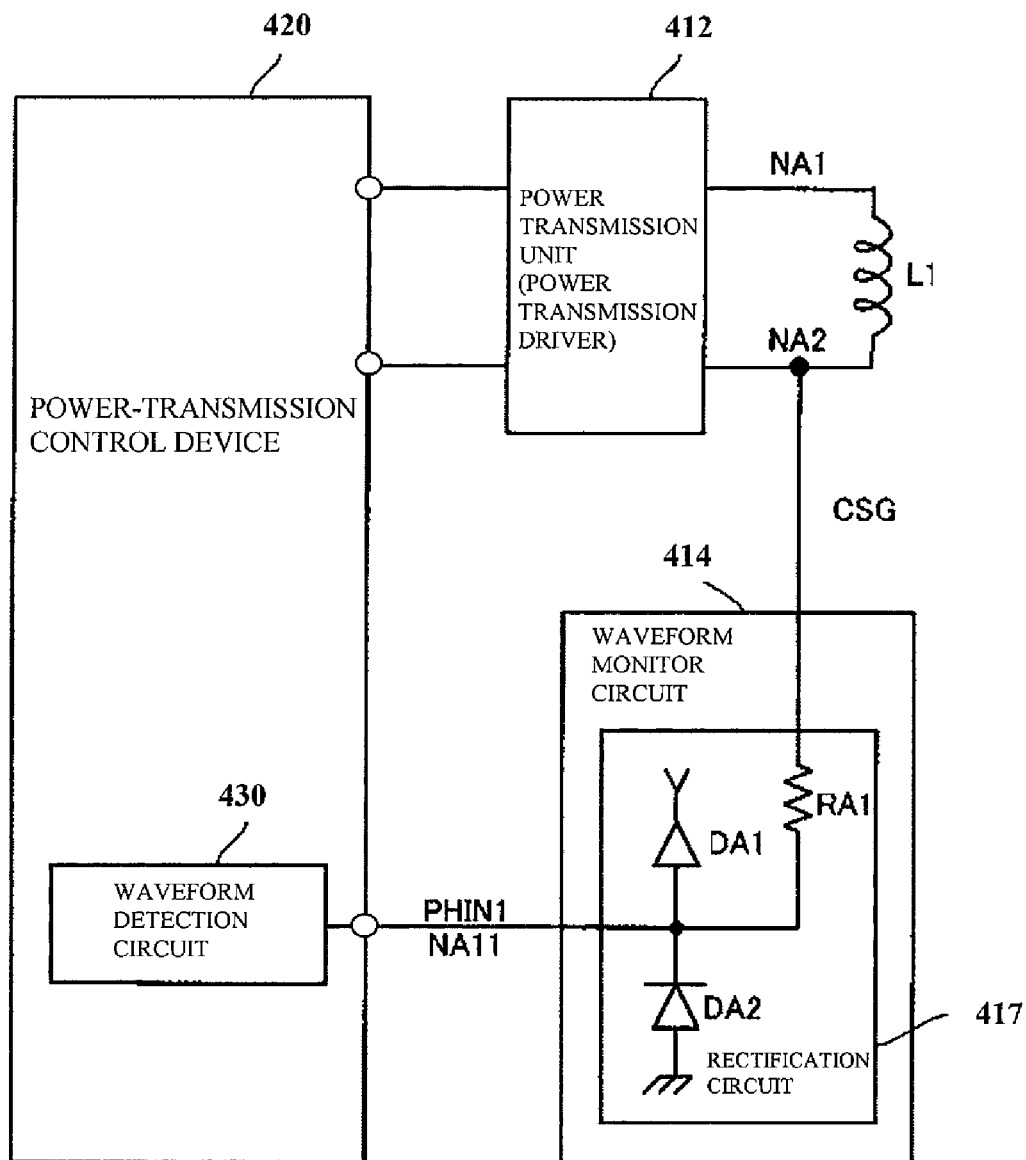 420
412
NA1
POWER
TRANSMISSION
UNIT
(POWER
TRANSMISSION
DRIVER)
L1
NA2
POWER-TRANSMISSION
CONTROL DEVICE
CSG
414
WAVEFORM
MONITOR
CIRCUIT
430
RA1
DA1
WAVEFORM
DETECTION
CIRCUIT
PHIN1
NA11
DA2
417
RECTIFICATION
CIRCUIT